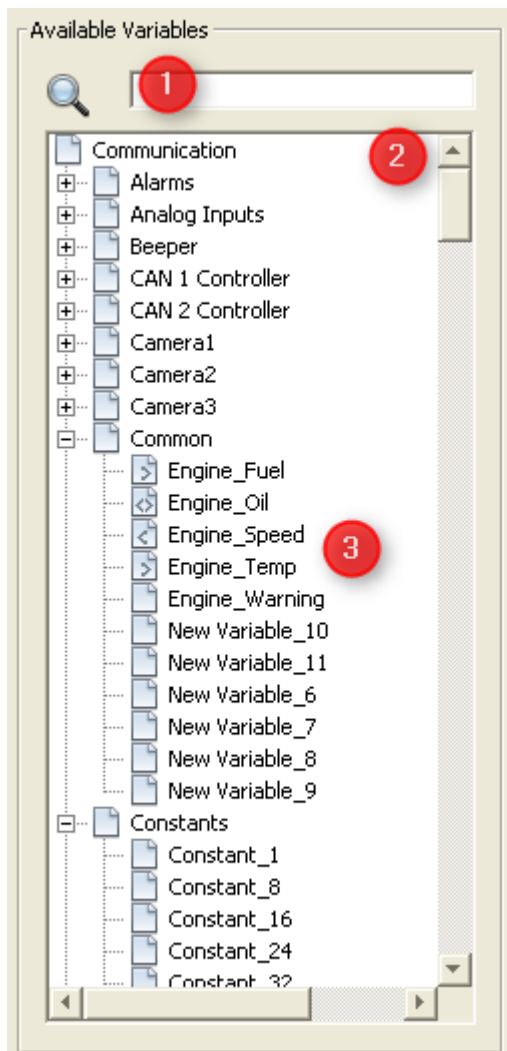 Available Variables
1
2
Communication
Alarms
Analog Inputs
Beeper
CAN 1 Controller
CAN 2 Controller
Camera1
Camera2
Camera3
Common
Engine_Fuel
Engine_Oil
Engine_Speed
3
Engine_Temp
Engine_Warning
New Variable_10
New Variable_11
New Variable_6
New Variable_7
New Variable_8
New Variable_9
Constants
Constant_1
Constant_8
Constant_16
Constant_24
Constant_32